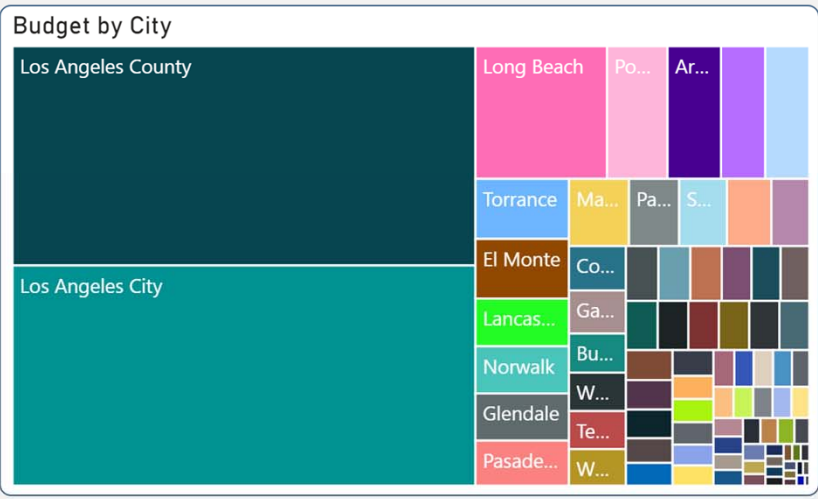 Budget by City
Los Angeles County
Los Angeles City
Long Beach
Po...
Ar...
Torrance
El Monte
Lancas...
Norwalk
Glendale
Pasade...
Ma...
Pa...
S...
Co...
Ga...
Bu...
W...
Te...
W...